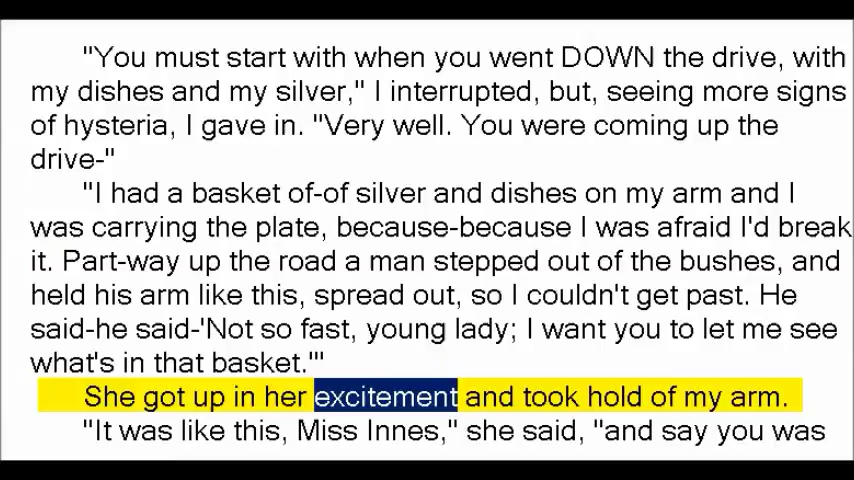 "You must start with when you went DOWN the drive, with
my dishes and my silver," I interrupted, but, seeing more signs
of hysteria, I gave in. "Very well. You were coming up the
drive-"
"I had a basket of-of silver and dishes on my arm and I
was carrying the plate, because-because I was afraid I'd break
it. Part-way up the road a man stepped out of the bushes, and
held his arm like this, spread out, so I couldn't get past. He
said-he said-'Not so fast, young lady; I want you to let me see
what's in that basket.'"
She got up in her excitement and took hold of my arm.
"It was like this, Miss Innes," she said, "and say you was